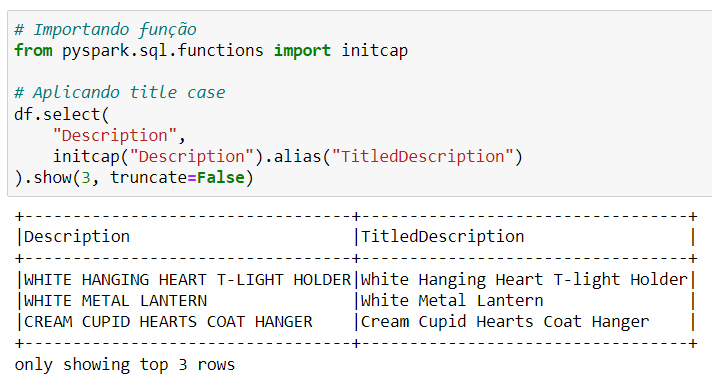 # Importando função
from pyspark.sql.functions import initcap
# Aplicando title case
df.select(
    "Description",
    initcap("Description").alias("TitledDescription")
).show(3, truncate=False)
+----------------------------------+----------------------------------+
|Description                       |TitledDescription                 |
+----------------------------------+----------------------------------+
|WHITE HANGING HEART T-LIGHT HOLDER|White Hanging Heart T-light Holder|
|WHITE METAL LANTERN               |White Metal Lantern               |
|CREAM CUPID HEARTS COAT HANGER    |Cream Cupid Hearts Coat Hanger    |
+----------------------------------+----------------------------------+
only showing top 3 rows